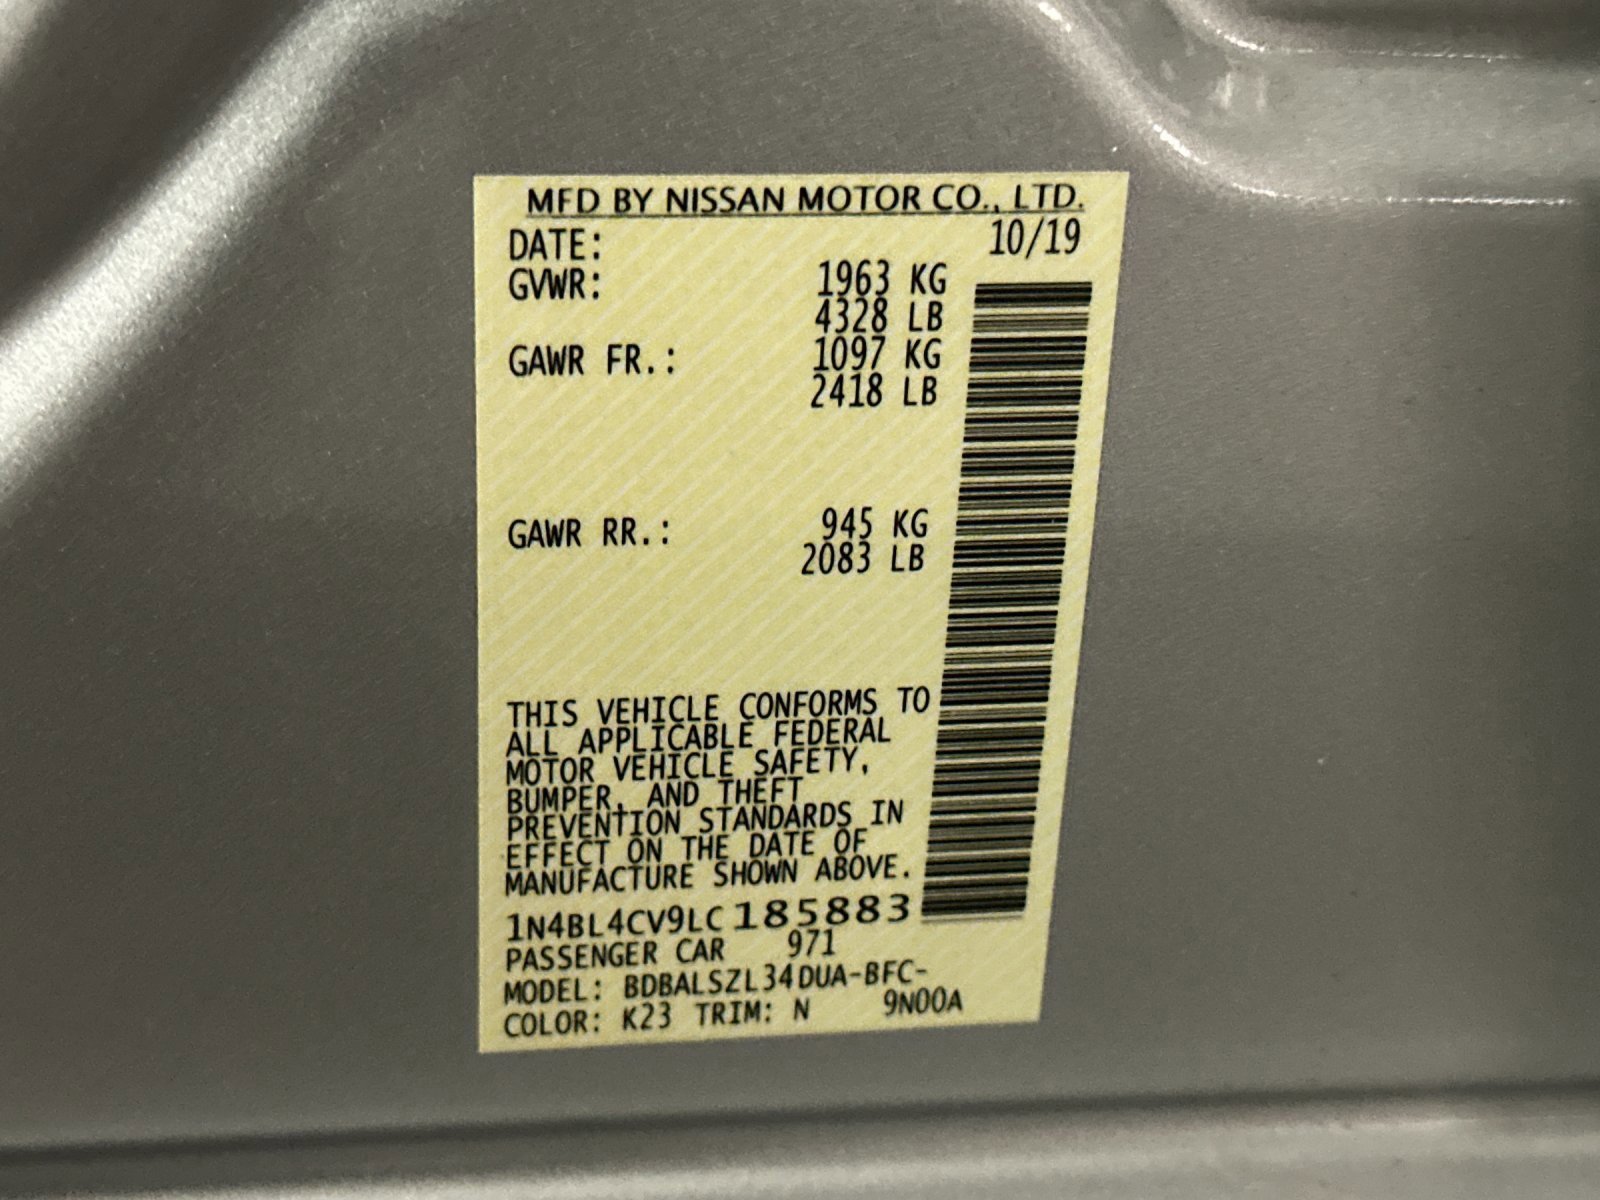 MFD BY NISSAN MOTOR CO., LTD.
DATE: 10/19
GVWR: 1963 KG
4328 LB
GAWR FR.: 1097 KG
2418 LB
GAWR RR.: 945 KG
2083 LB
THIS VEHICLE CONFORMS TO
ALL APPLICABLE FEDERAL
MOTOR VEHICLE SAFETY,
BUMPER, AND THEFT
PREVENTION STANDARDS IN
EFFECT ON THE DATE OF
MANUFACTURE SHOWN ABOVE.
1N4BL4CV9LC185883
PASSENGER CAR 971
MODEL: BDBALSZL34DUA-BFC-
COLOR: K23 TRIM: N 9N00A